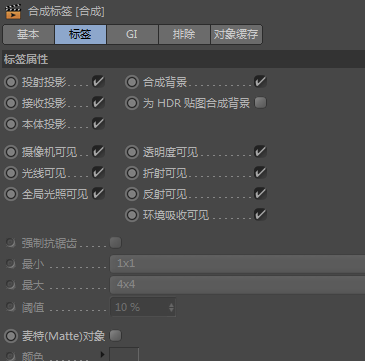 合成标签 [合成]
基本 标签 GI 排除 对象缓存
标签属性
投射投影 . . . . 合成背景 . . . . . . . . .
接收投影 . . . . 为 HDR 贴图合成背景
本体投影 . . . .
摄像机可见 . . 透明度可见 . . . . . . .
光线可见 . . . . 折射可见 . . . . . . . . .
全局光照可见 反射可见 . . . . . . . . .
环境吸收可见 . . . . .
强制抗锯齿 . . . . .
最小 . . . . . . . . . . 1x1
最大 . . . . . . . . . . 4x4
阈值 . . . . . . . . . . 10 %
麦特(Matte)对象
颜色 . . . . . .